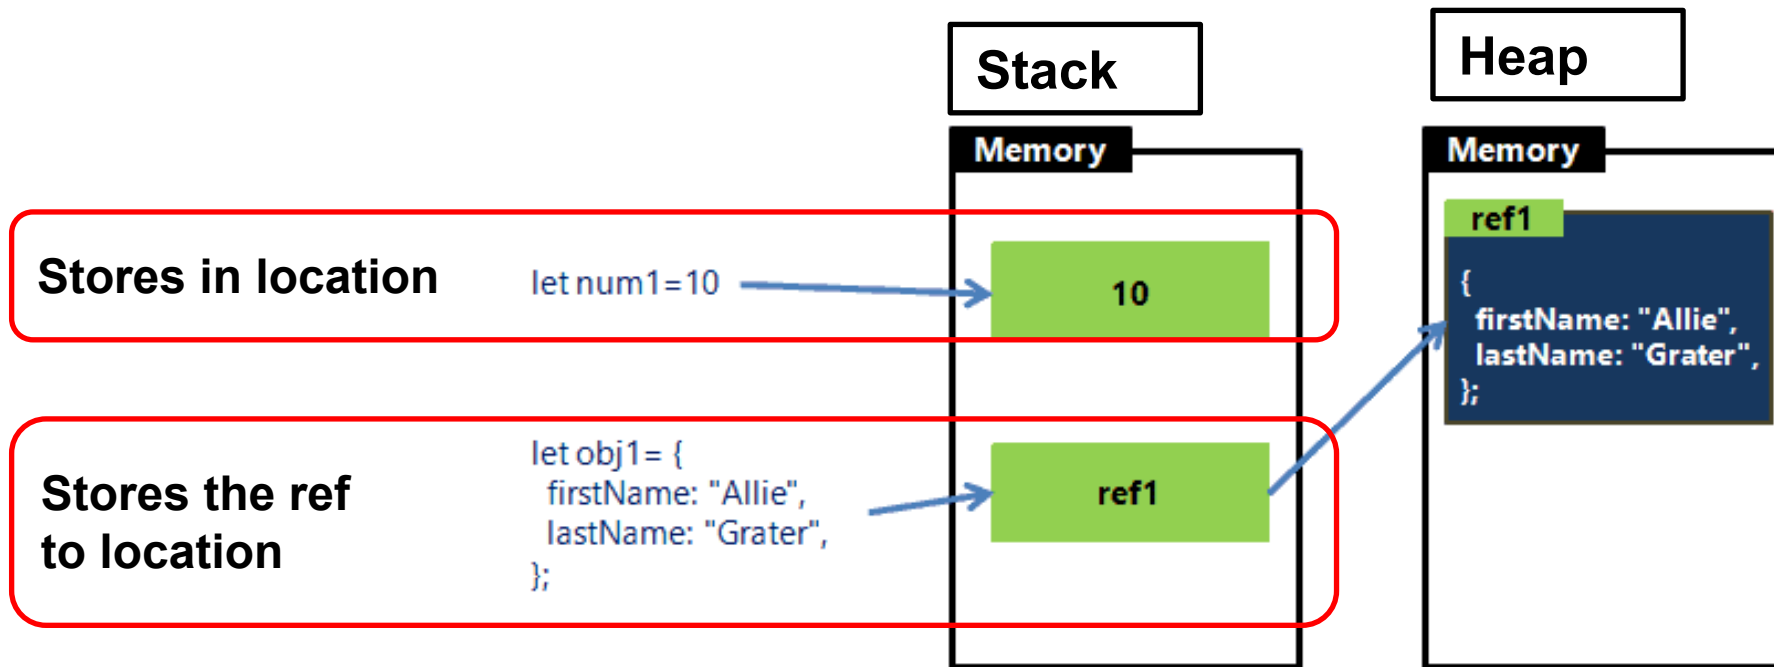 Stack
Heap
Memory
Memory
Stores in location
let num1=10
10
ref1
{
firstName: "Allie",
lastName: "Grater",
};
Stores the ref
to location
let obj1= {
firstName: "Allie",
lastName: "Grater",
};
ref1